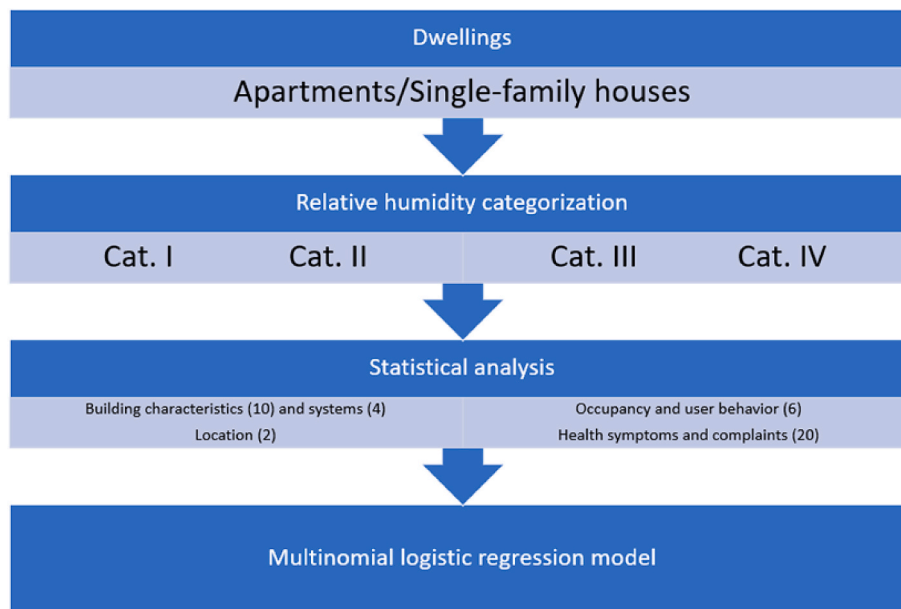 Dwellings
Apartments/Single-family houses
Relative humidity categorization
Cat. I Cat. II Cat. III Cat. IV
Statistical analysis
Building characteristics (10) and systems (4)
Location (2)
Occupancy and user behavior (6)
Health symptoms and complaints (20)
Multinomial logistic regression model